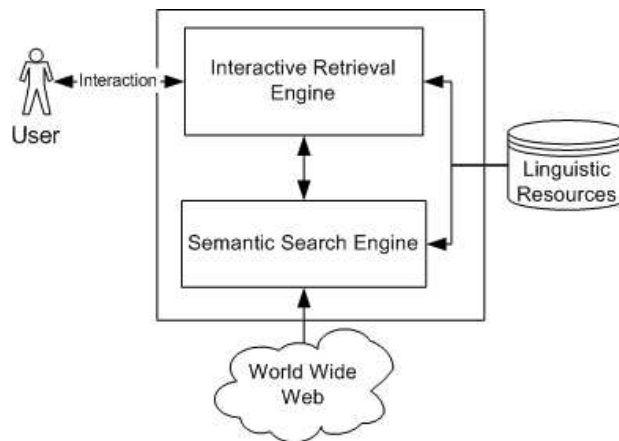 Interactive Retrieval
Engine
Interaction
User
Linguistic
Resources
Semantic Search Engine
World Wide
Web